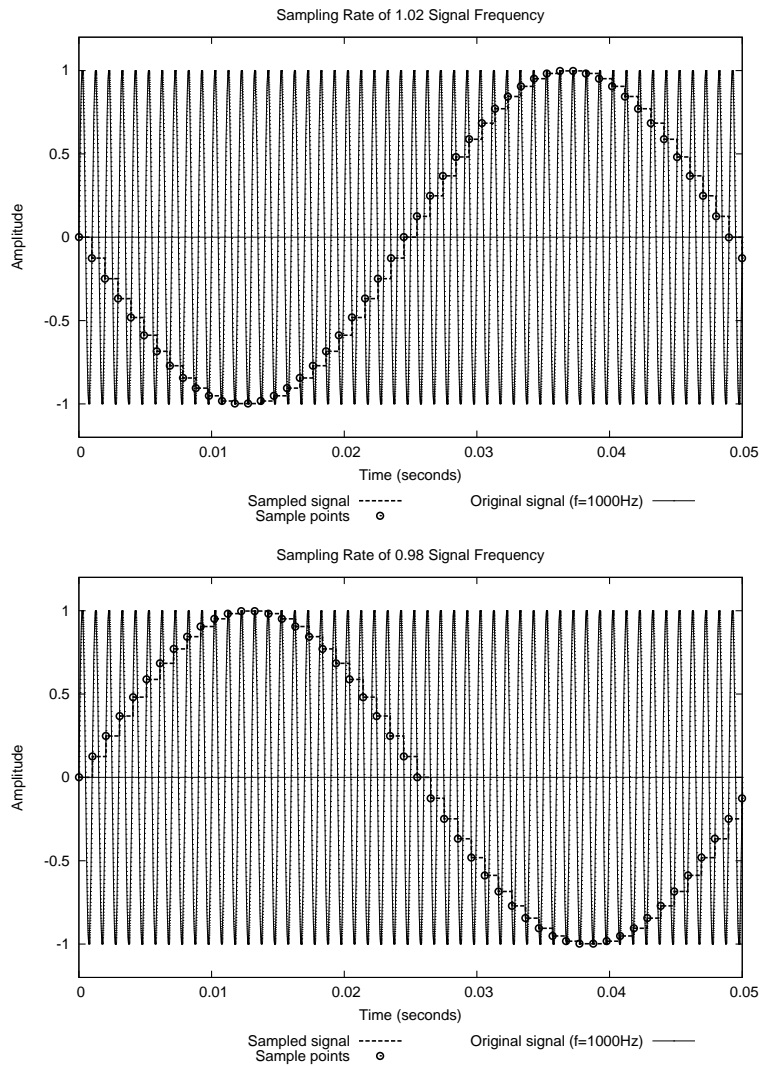 Sampling Rate of 1.02 Signal Frequency
1
0.5
0
-0.5
-1
Amplitude
0 0.01 0.02 0.03 0.04 0.05
Time (seconds)
Sampled signal Original signal (f=1000Hz)
Sample points
Sampling Rate of 0.98 Signal Frequency
1
0.5
0
-0.5
-1
Amplitude
0 0.01 0.02 0.03 0.04 0.05
Time (seconds)
Sampled signal Original signal (f=1000Hz)
Sample points